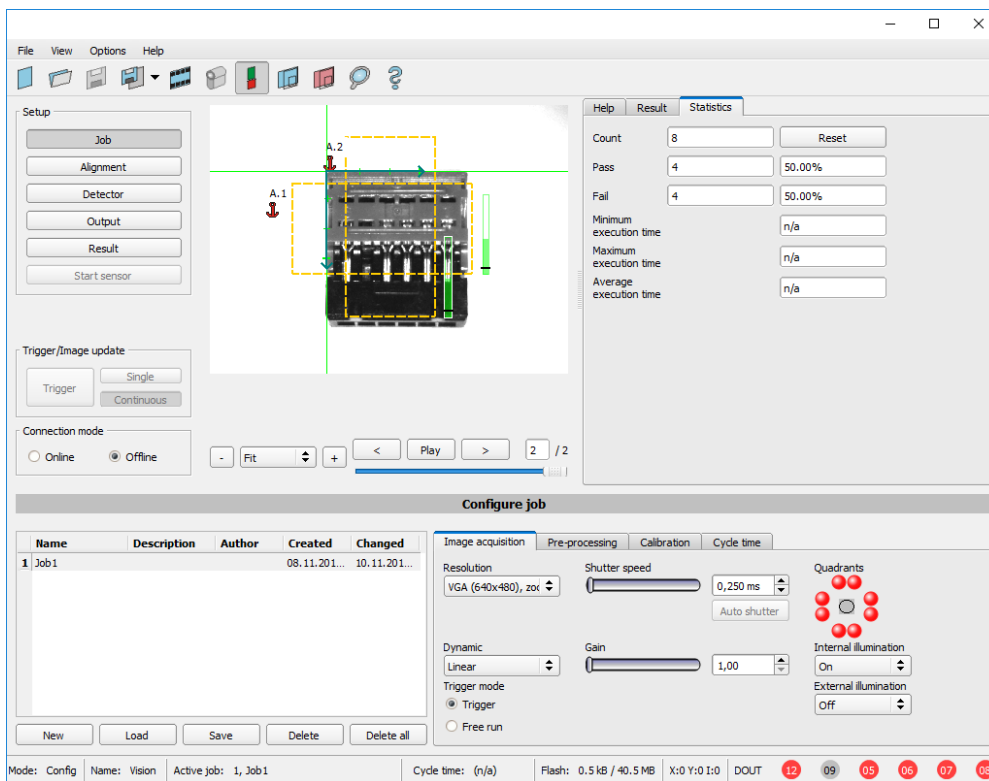 File View Options Help
Setup
Job
Alignment
Detector
Output
Result
Start sensor
Trigger/Image update
Trigger
Single
Continuous
Connection mode
Online Offline
A.2
A.1
- Fit + < Play > 2 / 2
Help Result Statistics
Count 8 Reset
Pass 4 50.00%
Fail 4 50.00%
Minimum
execution time n/a
Maximum
execution time n/a
Average
execution time n/a
Configure job
Name Description Author Created Changed
1 Job1 08.11.201... 10.11.201...
New Load Save Delete Delete all
Image acquisition Pre-processing Calibration Cycle time
Resolution Shutter speed Quadrants
VGA (640x480), zoo 0,250 ms
Auto shutter
Dynamic Gain Internal illumination
Linear 1,00 On
Trigger mode External illumination
Trigger Off
Free run
Mode: Config Name: Vision Active job: 1, Job1 Cycle time: (n/a) Flash: 0.5 kB / 40.5 MB X:0 Y:0 I:0 DOUT 12 09 05 06 07 08